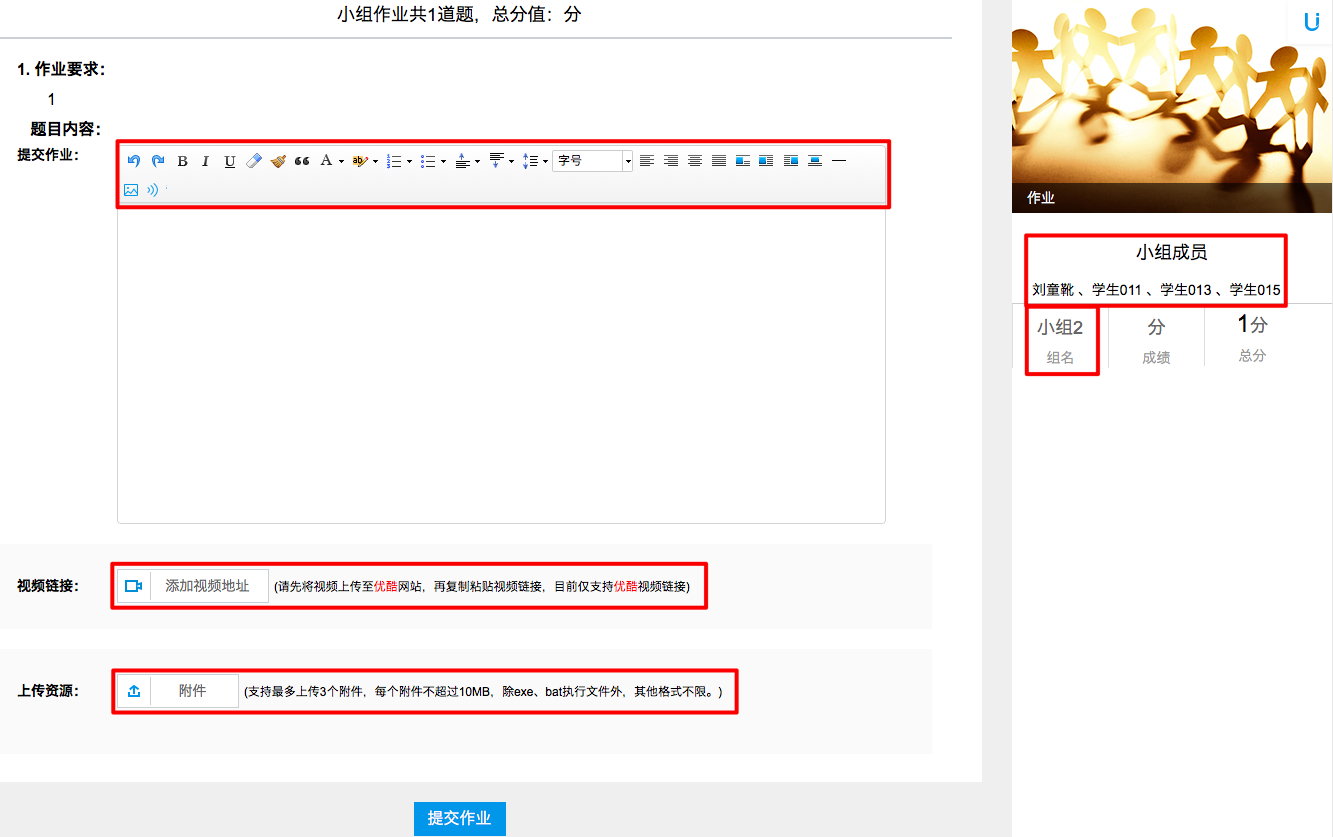 小组作业共1道题，总分值：分
1. 作业要求：
1
题目内容：
提交作业：
B I U A ab 字号
视频链接： 添加视频地址 (请先将视频上传至优酷网站，再复制粘贴视频链接，目前仅支持优酷视频链接)
上传资源： 附件 (支持最多上传3个附件，每个附件不超过10MB，除exe、bat执行文件外，其他格式不限。)
提交作业
作业
小组成员
刘童靴 、学生011 、学生013 、学生015
小组2 分 1分
组名 成绩 总分